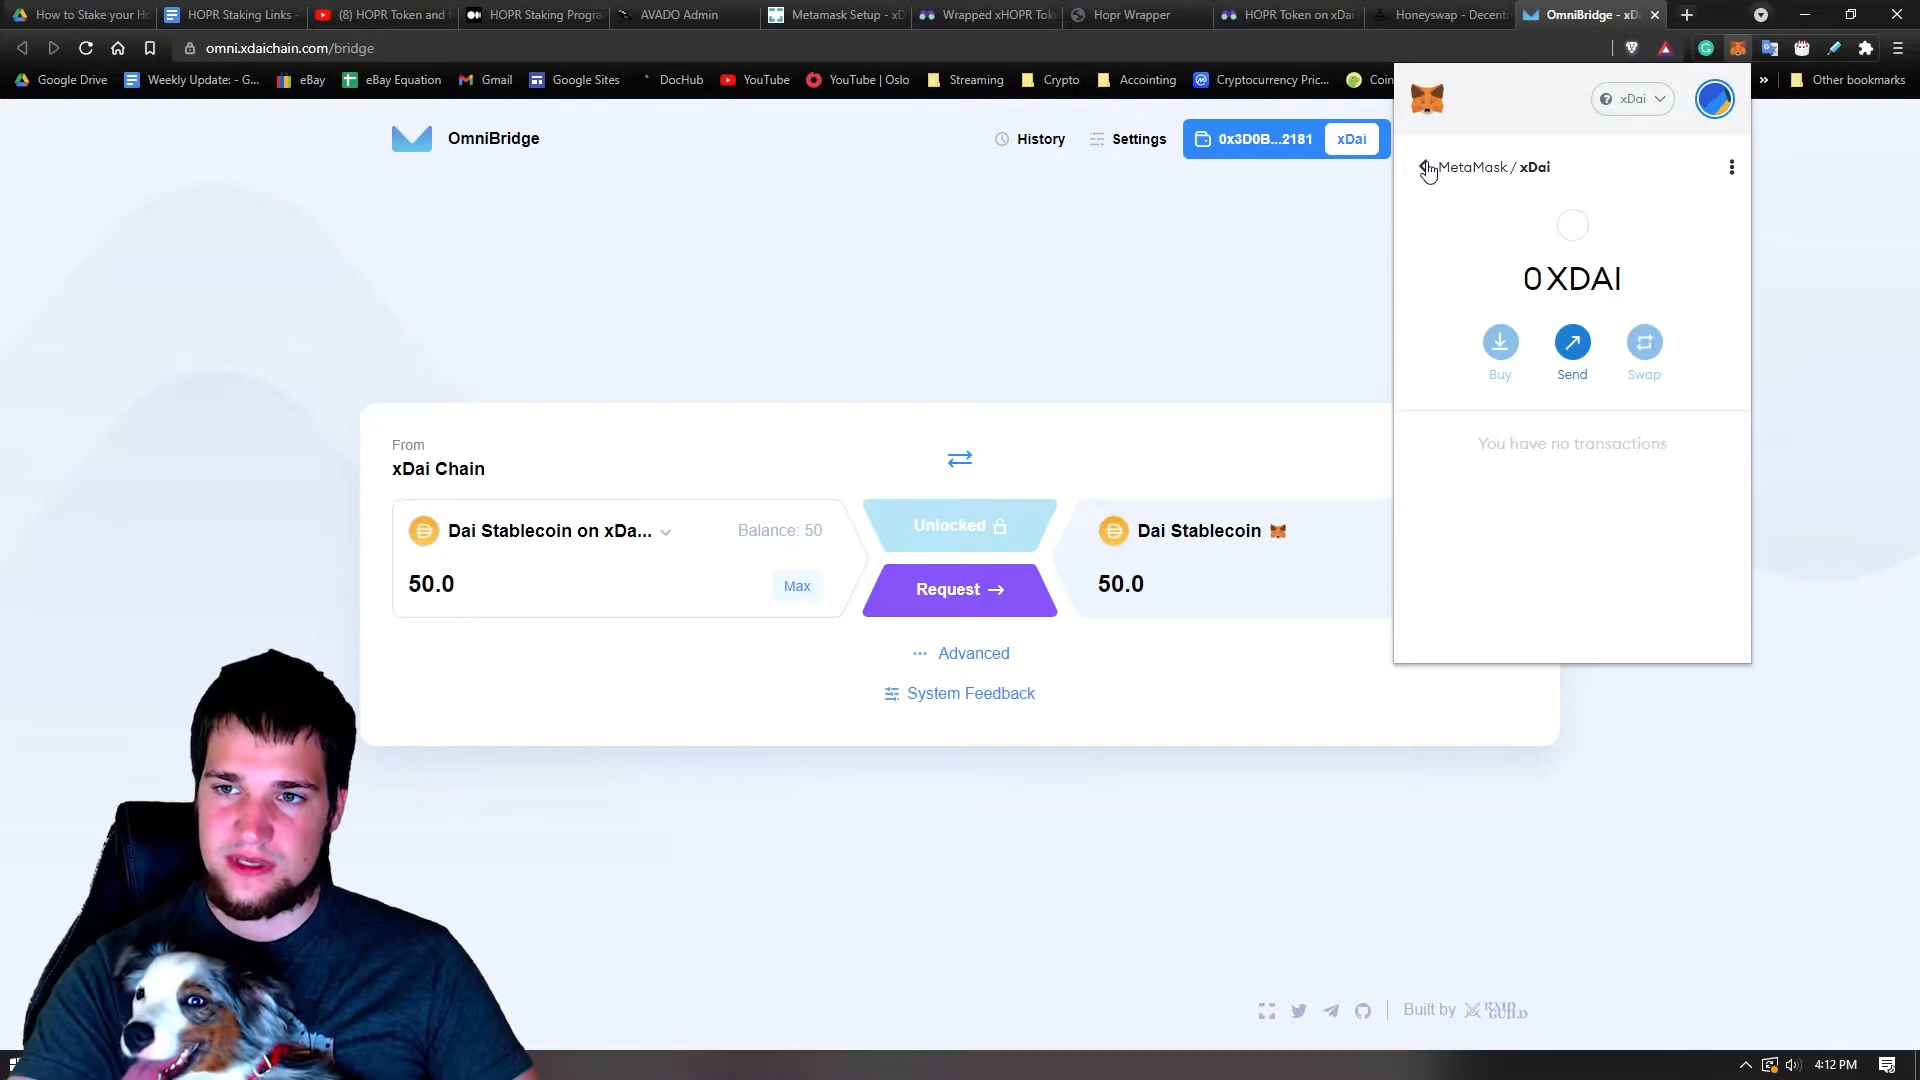 How to Stake your Ho
HOPR Staking Links -
(8) HOPR Token and
HOPR Staking Progra
AVADO Admin
Metamask Setup - xD
Wrapped xHOPR Tok
Hopr Wrapper
HOPR Token on xDai
Honeyswap - Decentr
OmniBridge - xD
omni.xdaichain.com/bridge
Google Drive
Weekly Update: - G...
eBay
eBay Equation
Gmail
Google Sites
DocHub
YouTube
YouTube | Oslo
Streaming
Crypto
Accointing
Cryptocurrency Pric...
Coin
»
Other bookmarks
OmniBridge
History
Settings
0x3D0B...2181
xDai
xDai
MetaMask / xDai
0 XDAI
Buy
Send
Swap
You have no transactions
From
xDai Chain
Dai Stablecoin on xDa...
Balance: 50
50.0
Max
Unlocked
Request →
Dai Stablecoin
50.0
Advanced
System Feedback
Built by
RAID GUILD
4:12 PM